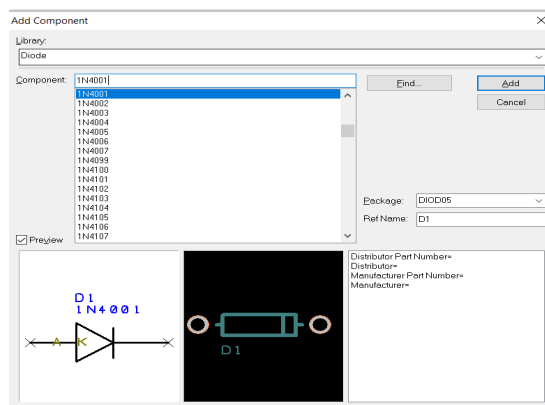 Add Component
Library:
Diode
Component: 1N4001 Find... Add
1N4001 Cancel
1N4002
1N4003
1N4004
1N4005
1N4006
1N4007
1N4099
1N4100
1N4101
1N4102
1N4103 Package: DIOD05
1N4104
1N4105 Ref Name: D1
1N4106
1N4107
Preview
Distributor Part Number=
Distributor=
Manufacturer Part Number=
Manufacturer=
D1
1N4001
A K
D1